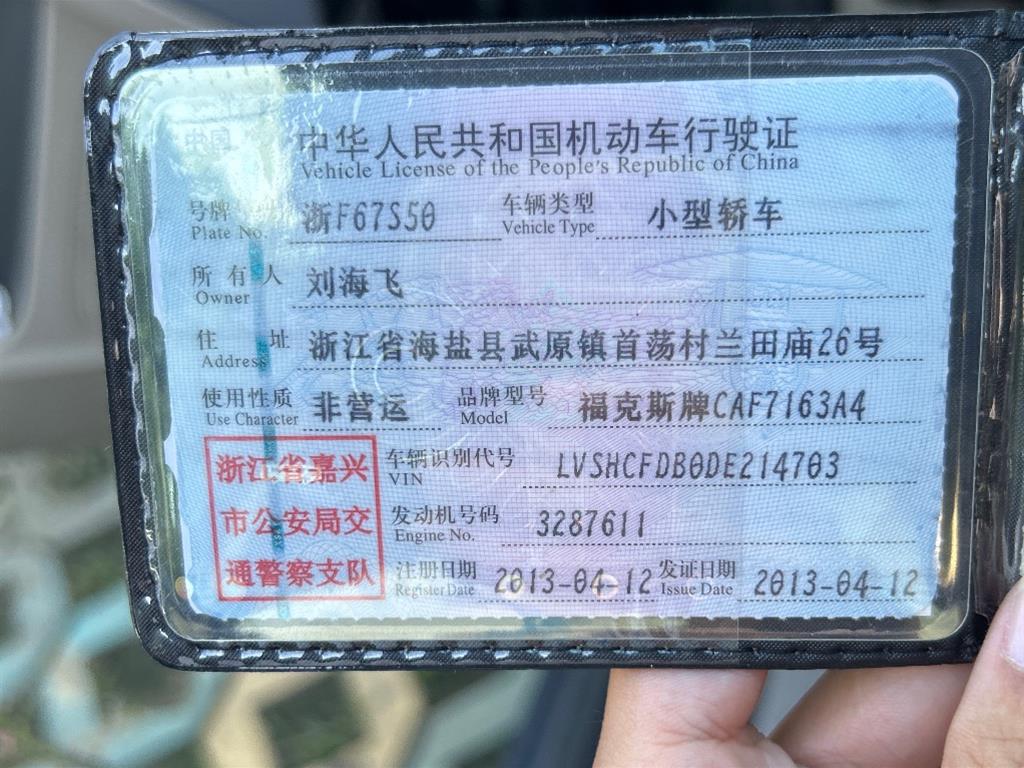 中华人民共和国机动车行驶证
Vehicle License of the People's Republic of China
号牌号码 浙F67S50 车辆类型 小型轿车
Plate No. Vehicle Type
所有人 刘海飞
Owner
住址 浙江省海盐县武原镇首荡村兰田庙26号
Address
使用性质 非营运 品牌型号 福克斯牌CAF7163A4
Use Character Model
浙江省嘉兴
市公安局交
通警察支队
车辆识别代号 LVSHCFDB0DE214703
VIN
发动机号码 3287611
Engine No.
注册日期 2013-04-12 发证日期 2013-04-12
Register Date Issue Date